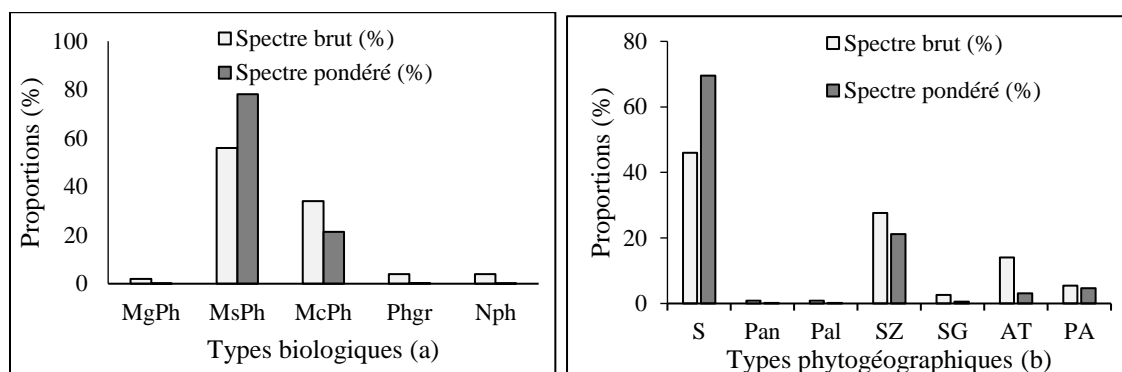 100
80
60
40
20
0
Proportions (%)
Spectre brut (%)
Spectre pondéré (%)
MgPh MsPh McPh Phgr Nph
Types biologiques (a)
80
60
40
20
0
Proportions (%)
Spectre brut (%)
Spectre pondéré (%)
S Pan Pal SZ SG AT PA
Types phytogéographiques (b)